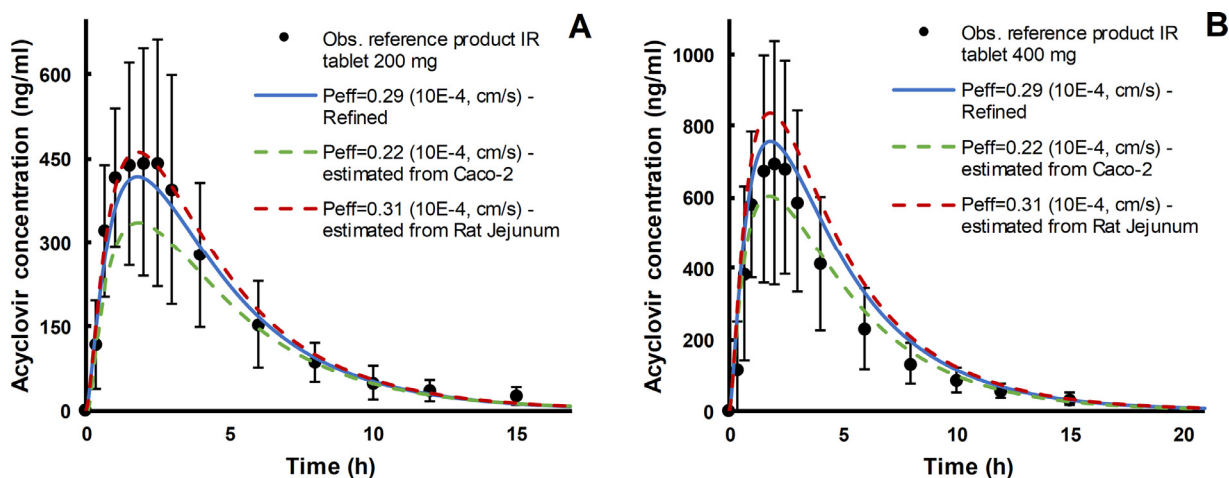 A
Acyclovir concentration (ng/ml)
600
450
300
150
0
0
5
10
15
Time (h)
Obs. reference product IR
tablet 200 mg
Peff=0.29 (10E-4, cm/s) -
Refined
Peff=0.22 (10E-4, cm/s) -
estimated from Caco-2
Peff=0.31 (10E-4, cm/s) -
estimated from Rat Jejunum
B
Acyclovir concentration (ng/ml)
1000
800
600
400
200
0
0
5
10
15
20
Time (h)
Obs. reference product IR
tablet 400 mg
Peff=0.29 (10E-4, cm/s) -
Refined
Peff=0.22 (10E-4, cm/s) -
estimated from Caco-2
Peff=0.31 (10E-4, cm/s) -
estimated from Rat Jejunum